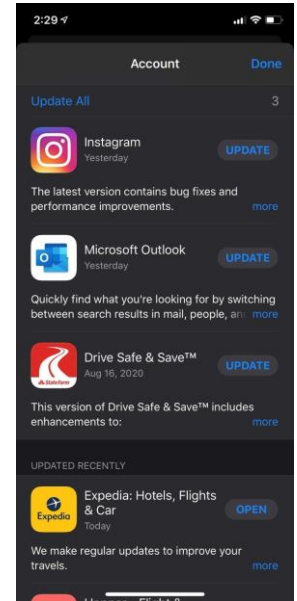 2:29
Account
Done
Update All
3
Instagram
Yesterday
UPDATE
The latest version contains bug fixes and
performance improvements.
more
Microsoft Outlook
Yesterday
UPDATE
Quickly find what you're looking for by switching
between search results in mail, people, an
more
StateFarm
Drive Safe & Save™
Aug 16, 2020
UPDATE
This version of Drive Safe & Save™ includes
enhancements to:
more
UPDATED RECENTLY
Expedia
Expedia: Hotels, Flights
& Car
Today
OPEN
We make regular updates to improve your
travels.
more